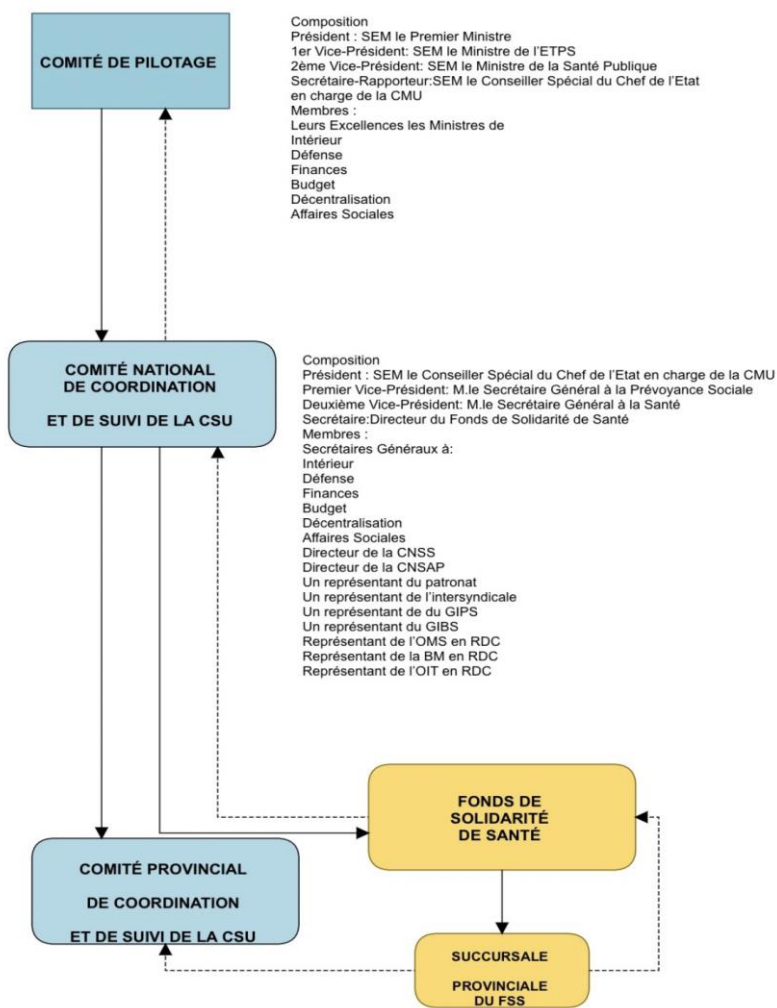 COMITÉ DE PILOTAGE
Composition
Président : SEM le Premier Ministre
1er Vice-Président: SEM le Ministre de l'ETPS
2ème Vice-Président: SEM le Ministre de la Santé Publique
Secrétaire-Rapporteur:SEM le Conseiller Spécial du Chef de l'Etat
en charge de la CMU
Membres :
Leurs Excellences les Ministres de
Intérieur
Défense
Finances
Budget
Décentralisation
Affaires Sociales
COMITÉ NATIONAL
DE COORDINATION
ET DE SUIVI DE LA CSU
Composition
Président : SEM le Conseiller Spécial du Chef de l'Etat en charge de la CMU
Premier Vice-Président: M.le Secrétaire Général à la Prévoyance Sociale
Deuxième Vice-Président: M.le Secrétaire Général à la Santé
Secrétaire:Directeur du Fonds de Solidarité de Santé
Membres :
Secrétaires Généraux à:
Intérieur
Défense
Finances
Budget
Décentralisation
Affaires Sociales
Directeur de la CNSS
Directeur de la CNSAP
Un représentant du patronat
Un représentant de l'intersyndicale
Un représentant de du GIPS
Un représentant du GIBS
Représentant de l'OMS en RDC
Représentant de la BM en RDC
Représentant de l'OIT en RDC
FONDS DE
SOLIDARITÉ
DE SANTÉ
COMITÉ PROVINCIAL
DE COORDINATION
ET DE SUIVI DE LA CSU
SUCCURSALE
PROVINCIALE
DU FSS